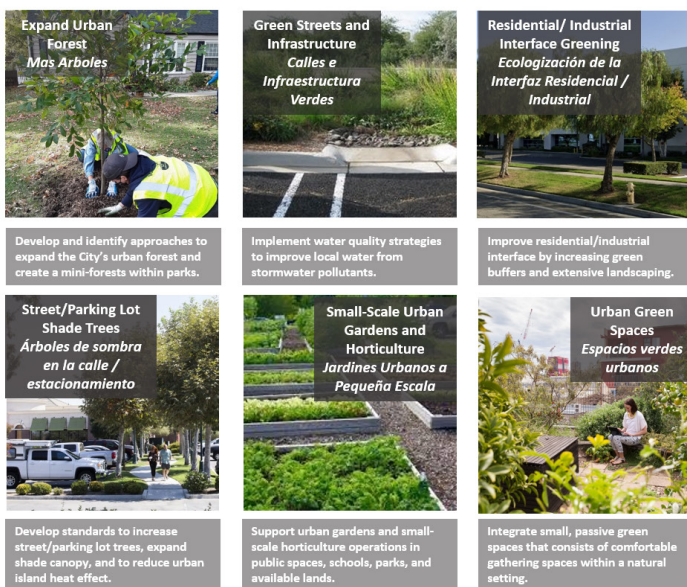 Expand Urban
Forest
Mas Arboles
Green Streets and
Infrastructure
Calles e
Infraestructura
Verdes
Residential/ Industrial
Interface Greening
Ecologización de la
Interfaz Residencial /
Industrial
Develop and identify approaches to
expand the City's urban forest and
create a mini-forests within parks.
Implement water quality strategies
to improve local water from
stormwater pollutants.
Improve residential/industrial
interface by increasing green
buffers and extensive landscaping.
Street/Parking Lot
Shade Trees
Árboles de sombra
en la calle /
estacionamiento
Small-Scale Urban
Gardens and
Horticulture
Jardines Urbanos a
Pequeña Escala
Urban Green
Spaces
Espacios verdes
urbanos
Develop standards to increase
street/parking lot trees, expand
shade canopy, and to reduce urban
island heat effect.
Support urban gardens and small-
scale horticulture operations in
public spaces, schools, parks, and
available lands.
Integrate small, passive green
spaces that consists of comfortable
gathering spaces within a natural
setting.